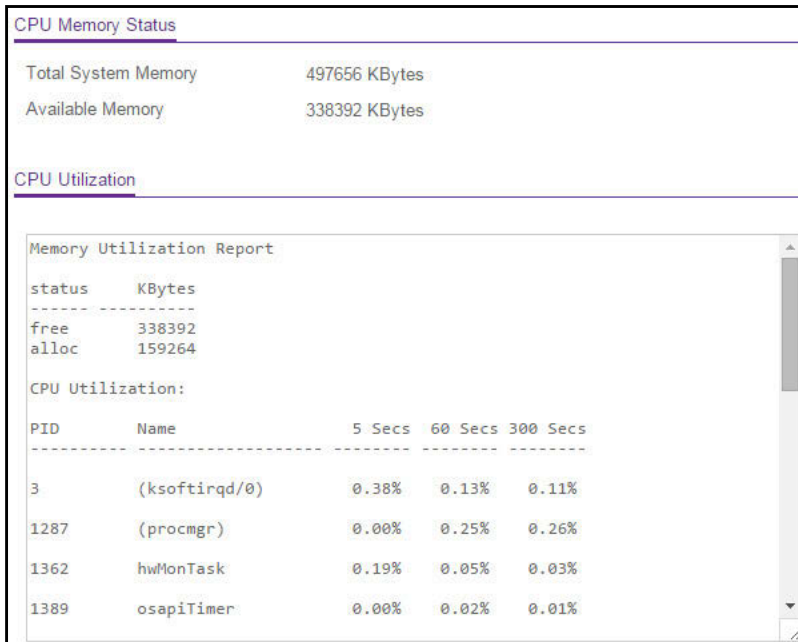 CPU Memory Status
Total System Memory 497656 KBytes
Available Memory 338392 KBytes
CPU Utilization
Memory Utilization Report
status KBytes
------ ----------
free 338392
alloc 159264
CPU Utilization:
PID Name 5 Secs 60 Secs 300 Secs
---------- ------------------- -------- -------- --------
3 (ksoftirqd/0) 0.38% 0.13% 0.11%
1287 (procmgr) 0.00% 0.25% 0.26%
1362 hwMonTask 0.19% 0.05% 0.03%
1389 osapiTimer 0.00% 0.02% 0.01%